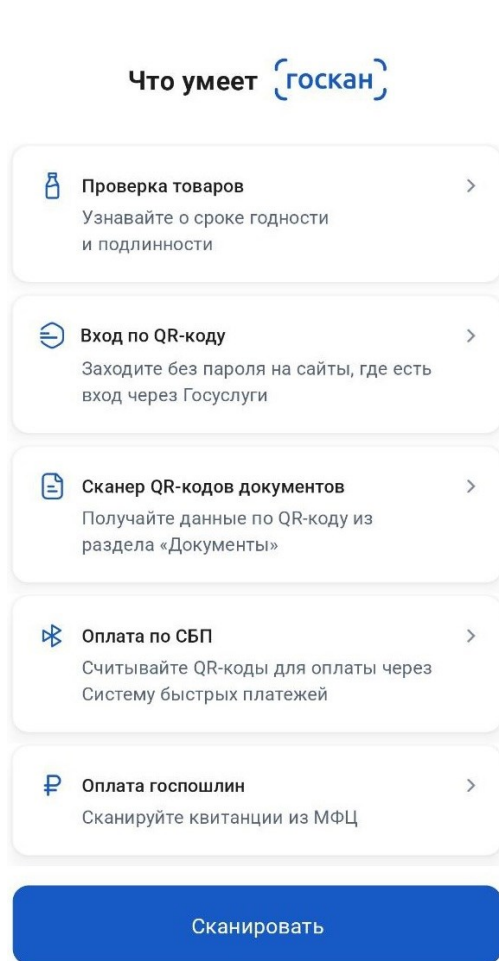 Что умеет госкан
Проверка товаров
Узнавайте о сроке годности
и подлинности
Вход по QR-коду
Заходите без пароля на сайты, где есть
вход через Госуслуги
Сканер QR-кодов документов
Получайте данные по QR-коду из
раздела «Документы»
Оплата по СБП
Считывайте QR-коды для оплаты через
Систему быстрых платежей
Оплата госпошлин
Сканируйте квитанции из МФЦ
Сканировать